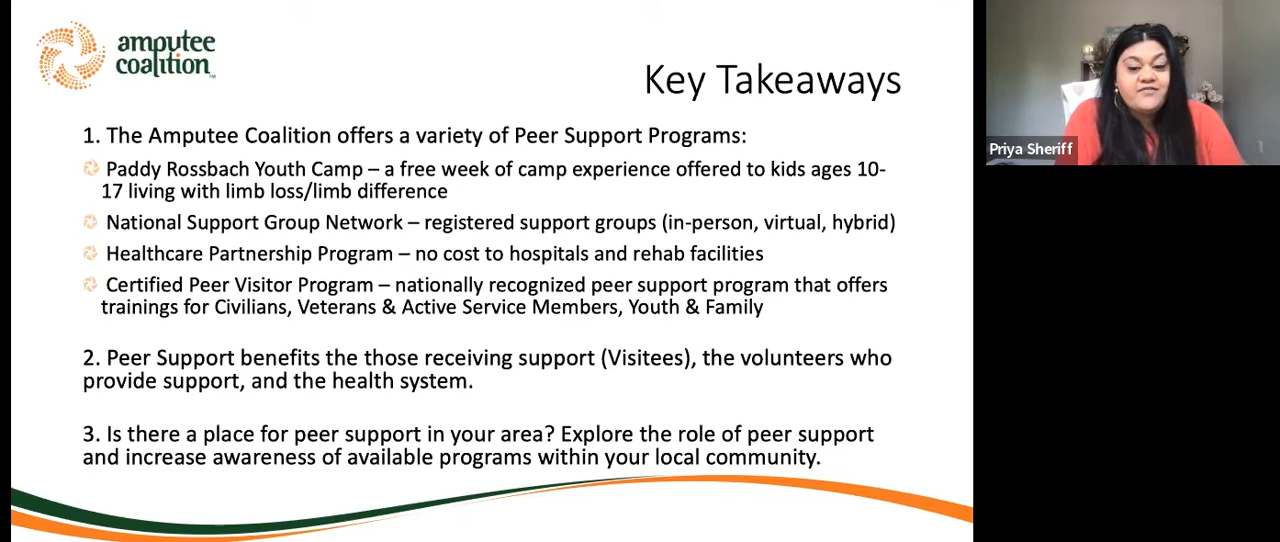 amputee
coalition™
Key Takeaways
1. The Amputee Coalition offers a variety of Peer Support Programs:
Paddy Rossbach Youth Camp – a free week of camp experience offered to kids ages 10-
17 living with limb loss/limb difference
National Support Group Network – registered support groups (in-person, virtual, hybrid)
Healthcare Partnership Program – no cost to hospitals and rehab facilities
Certified Peer Visitor Program – nationally recognized peer support program that offers
trainings for Civilians, Veterans & Active Service Members, Youth & Family
2. Peer Support benefits the those receiving support (Visitees), the volunteers who
provide support, and the health system.
3. Is there a place for peer support in your area? Explore the role of peer support
and increase awareness of available programs within your local community.
Priya Sheriff